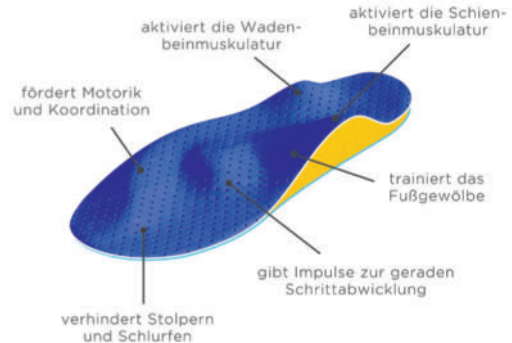 aktiviert die Waden-
beinmuskulatur
aktiviert die Schien-
beinmuskulatur
fördert Motorik
und Koordination
trainiert das
Fußgewölbe
gibt Impulse zur geraden
Schrittabwicklung
verhindert Stolpern
und Schlurfen